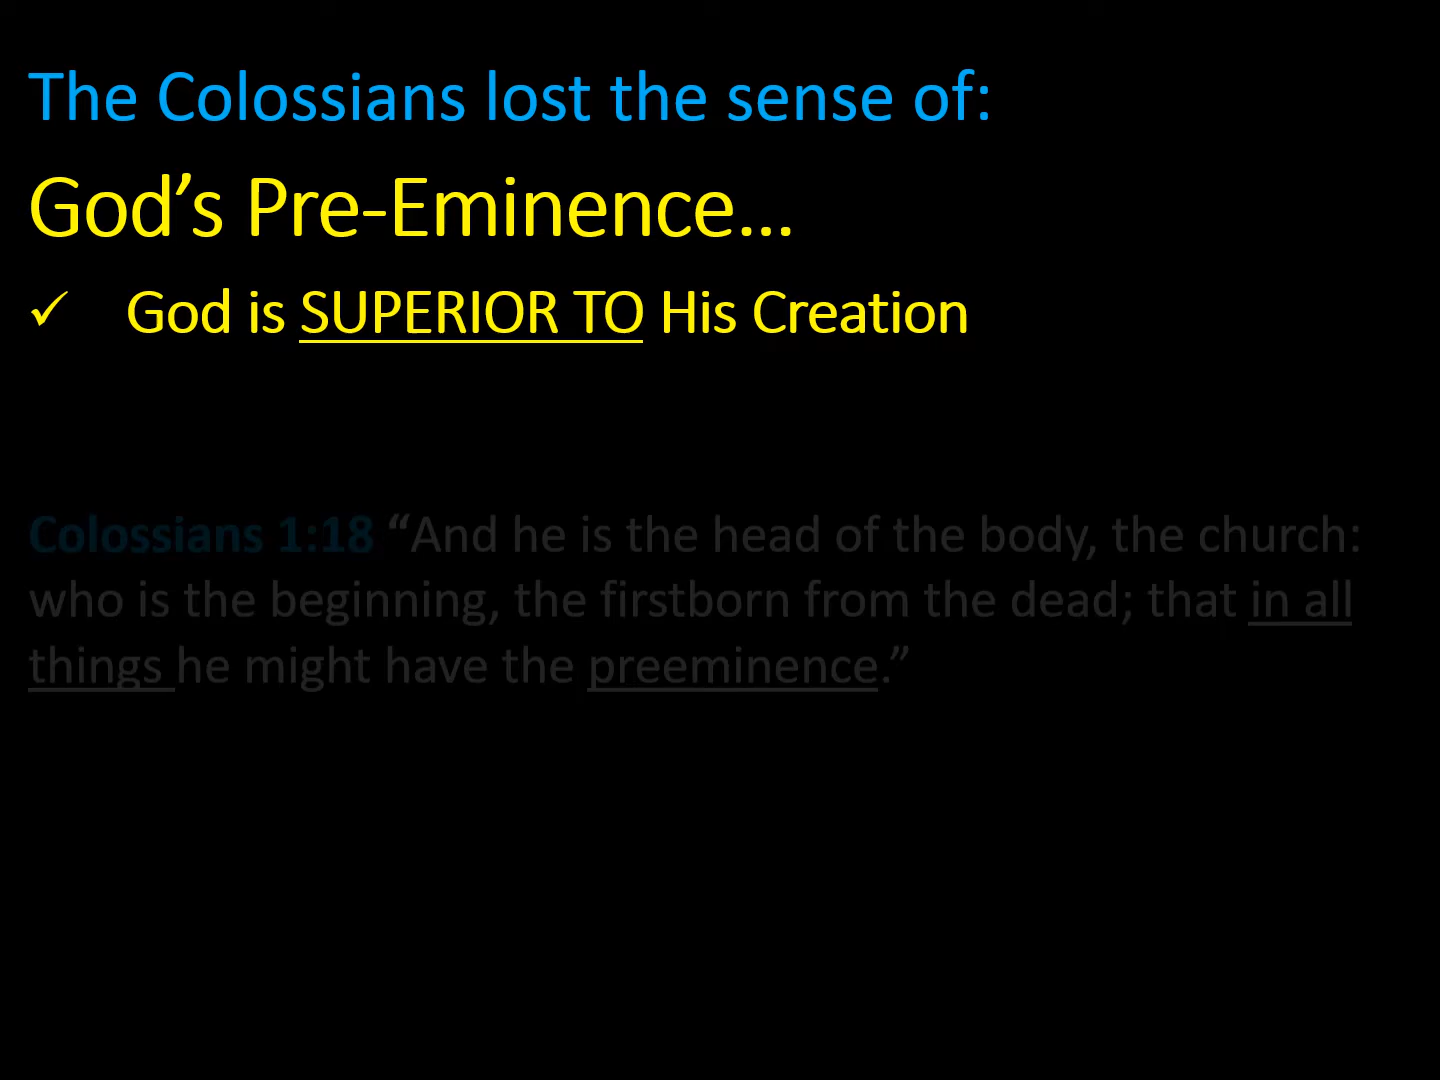 The Colossians lost the sense of:
God’s Pre-Eminence…
✓ God is SUPERIOR TO His Creation
Colossians 1:18 “And he is the head of the body, the church:
who is the beginning, the firstborn from the dead; that in all
things he might have the preeminence.”